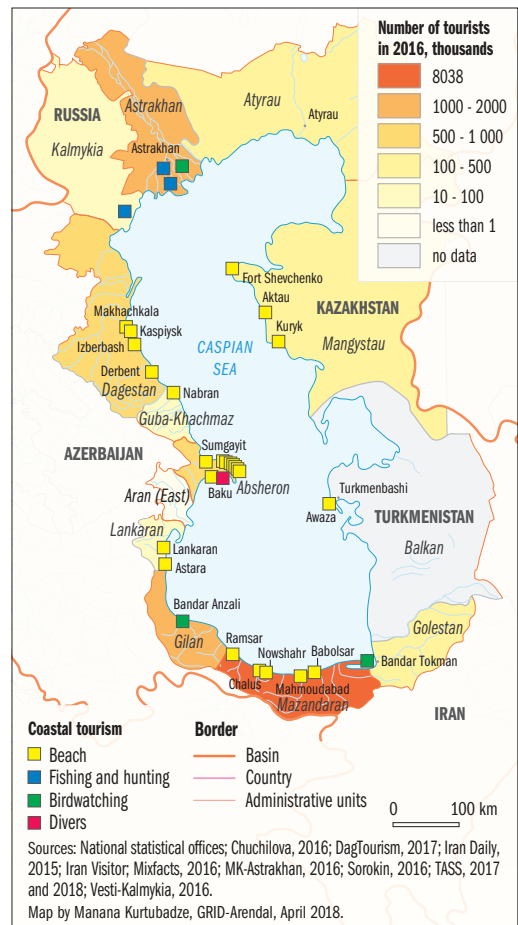 Number of tourists
in 2016, thousands
8038
1000 - 2000
500 - 1 000
100 - 500
10 - 100
less than 1
no data
RUSSIA
Astrakhan
Atyrau
Atyrau
Kalmykia
Astrakhan
Fort Shevchenko
Aktau
KAZAKHSTAN
Kuryk
Mangystau
Makhachkala
Kaspiysk
Izberbash
CASPIAN
SEA
Derbent
Dagestan
Nabran
Guba-Khachmaz
AZERBAIJAN
Sumgayit
Absheron
Baku
Aran (East)
Turkmenbashi
Awaza
TURKMENISTAN
Balkan
Lankaran
Lankaran
Astara
Bandar Anzali
Gilan
Golestan
Ramsar
Nowshahr
Babolsar
Bandar Tokman
Chalus
Mahmoudabad
Mazandaran
IRAN
Coastal tourism
Beach
Fishing and hunting
Birdwatching
Divers
Border
Basin
Country
Administrative units
0 100 km
Sources: National statistical offices; Chuchilova, 2016; DagTourism, 2017; Iran Daily,
2015; Iran Visitor; Mixfacts, 2016; MK-Astrakhan, 2016; Sorokin, 2016; TASS, 2017
and 2018; Vesti-Kalmykia, 2016.
Map by Manana Kurtubadze, GRID-Arendal, April 2018.